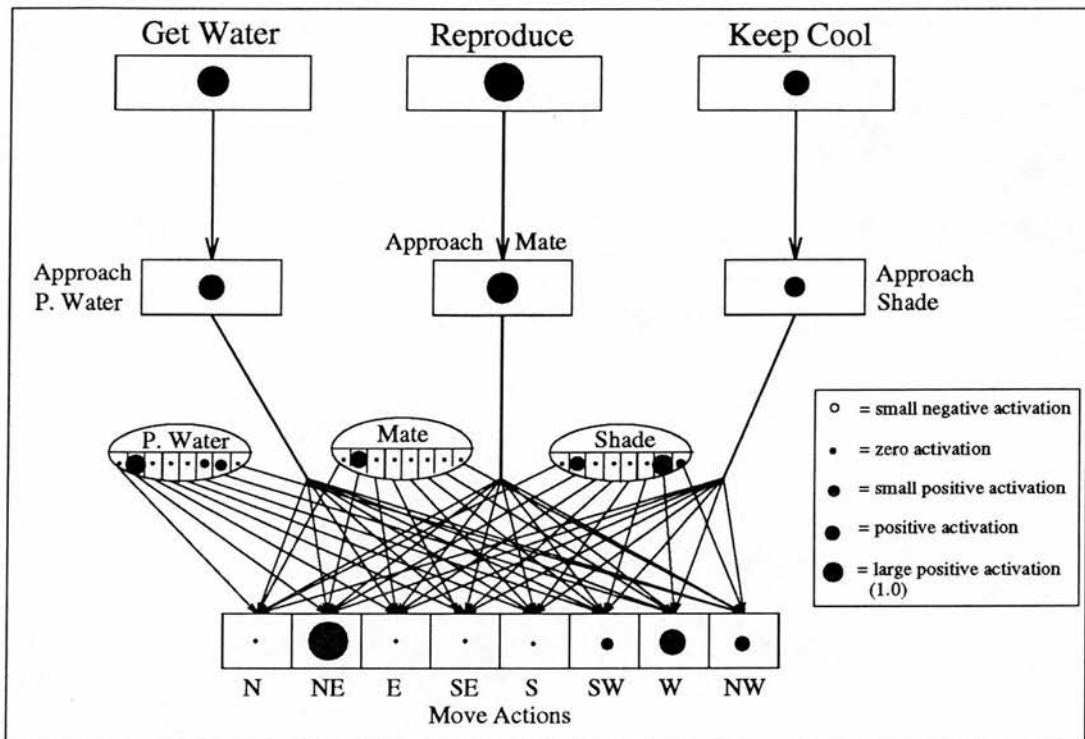 Get Water
Reproduce
Keep Cool
Approach Mate
Approach
P. Water
Approach
Shade
P. Water
Mate
Shade
= small negative activation
= zero activation
= small positive activation
= positive activation
= large positive activation
(1.0)
N NE E SE S SW W NW
Move Actions